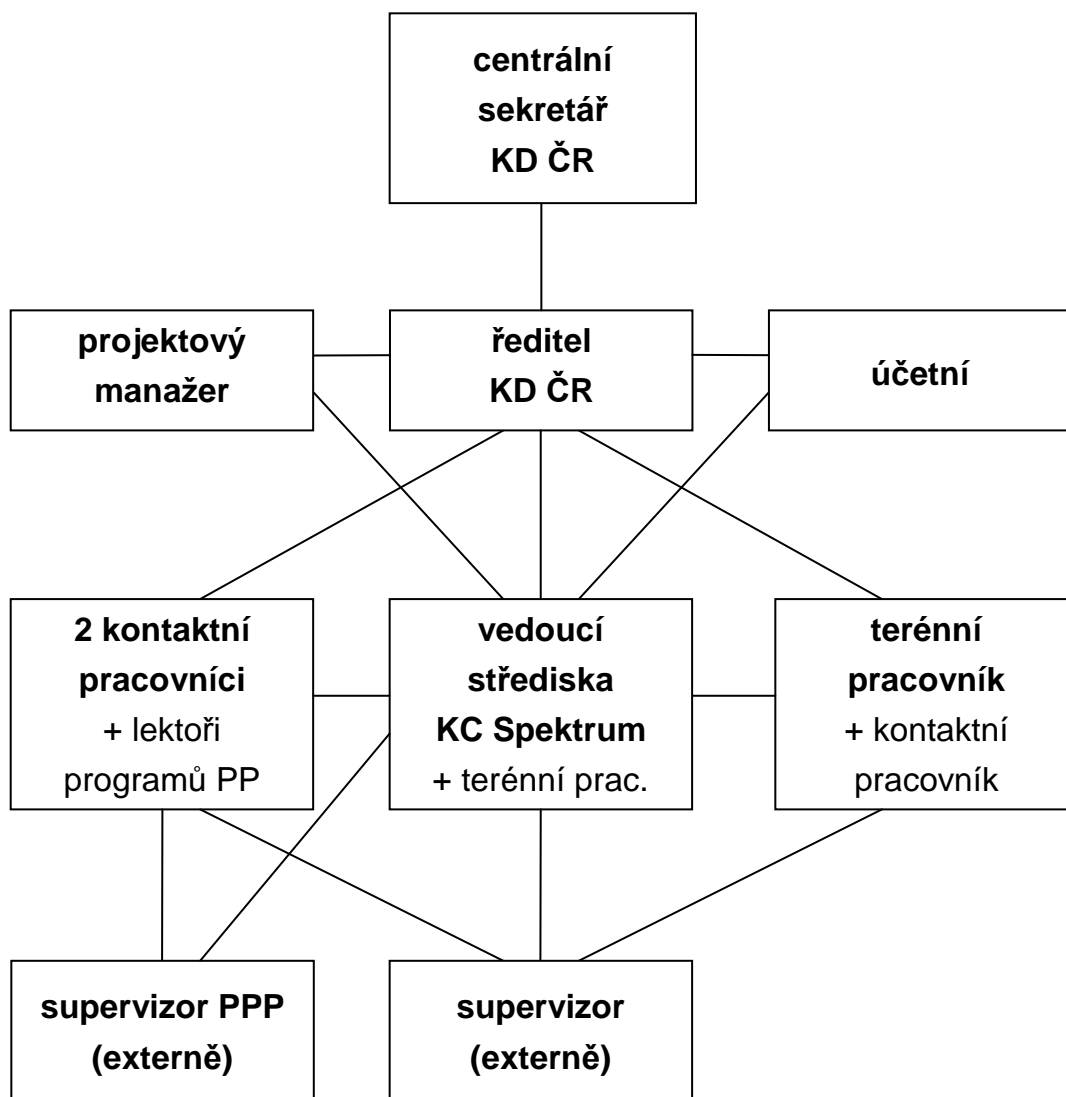 centrální
sekretář
KD ČR
projektový
manažer
ředitel
KD ČR
účetní
2 kontaktní
pracovníci
+ lektoři
programů PP
vedoucí
střediska
KC Spektrum
+ terénní prac.
terénní
pracovník
+ kontaktní
pracovník
supervizor PPP
(externě)
supervizor
(externě)